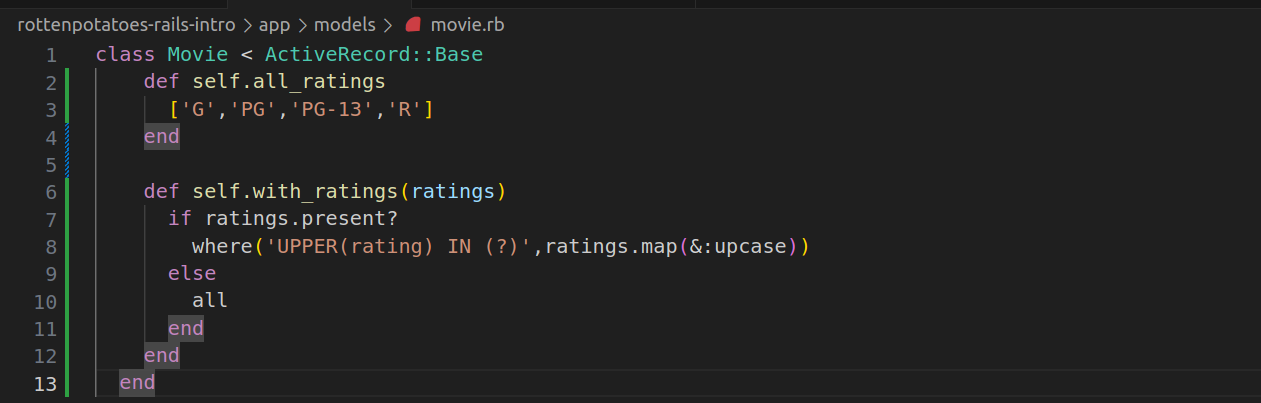 rottenpotatoes-rails-intro > app > models > movie.rb
1 class Movie < ActiveRecord::Base
2 def self.all_ratings
3 ['G','PG','PG-13','R']
4 end
5
6 def self.with_ratings(ratings)
7 if ratings.present?
8 where('UPPER(rating) IN (?)',ratings.map(&:upcase))
9 else
10 all
11 end
12 end
13 end